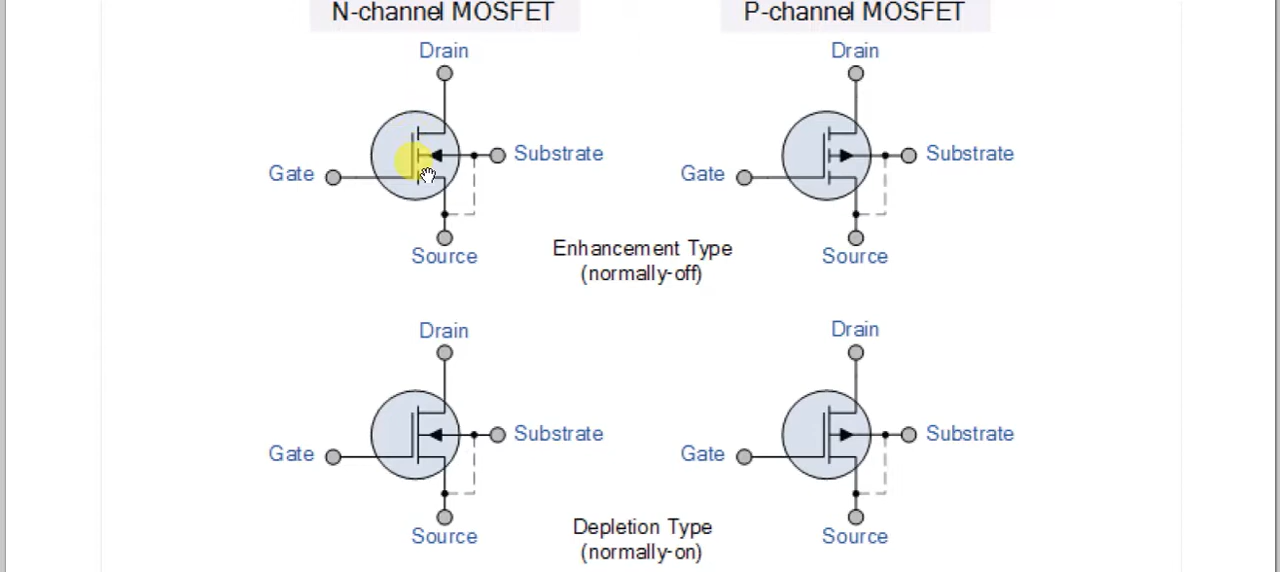 N-channel MOSFET
P-channel MOSFET
Drain
Drain
Substrate
Substrate
Gate
Gate
Source
Source
Enhancement Type
(normally-off)
Drain
Drain
Substrate
Substrate
Gate
Gate
Source
Source
Depletion Type
(normally-on)